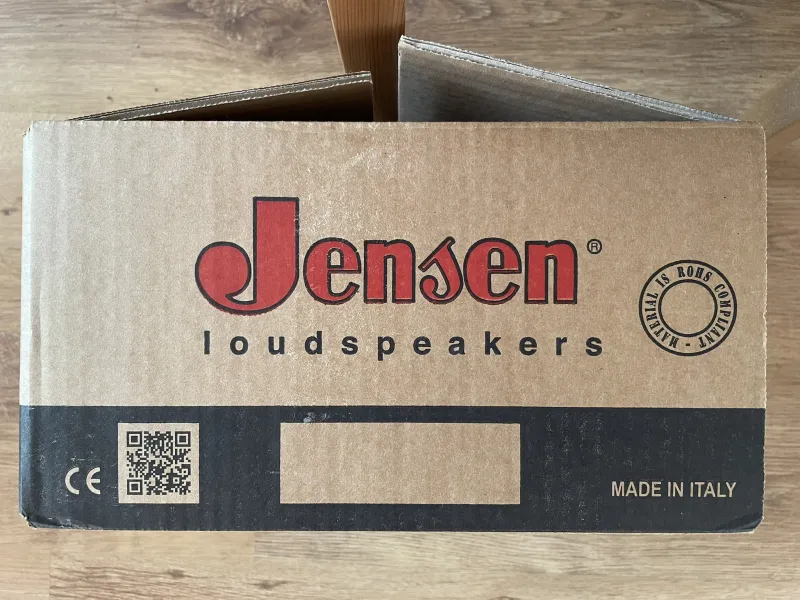 Jensen®
loudspeakers
MATERIAL IS ROHS COMPLIANT -
CE
MADE IN ITALY